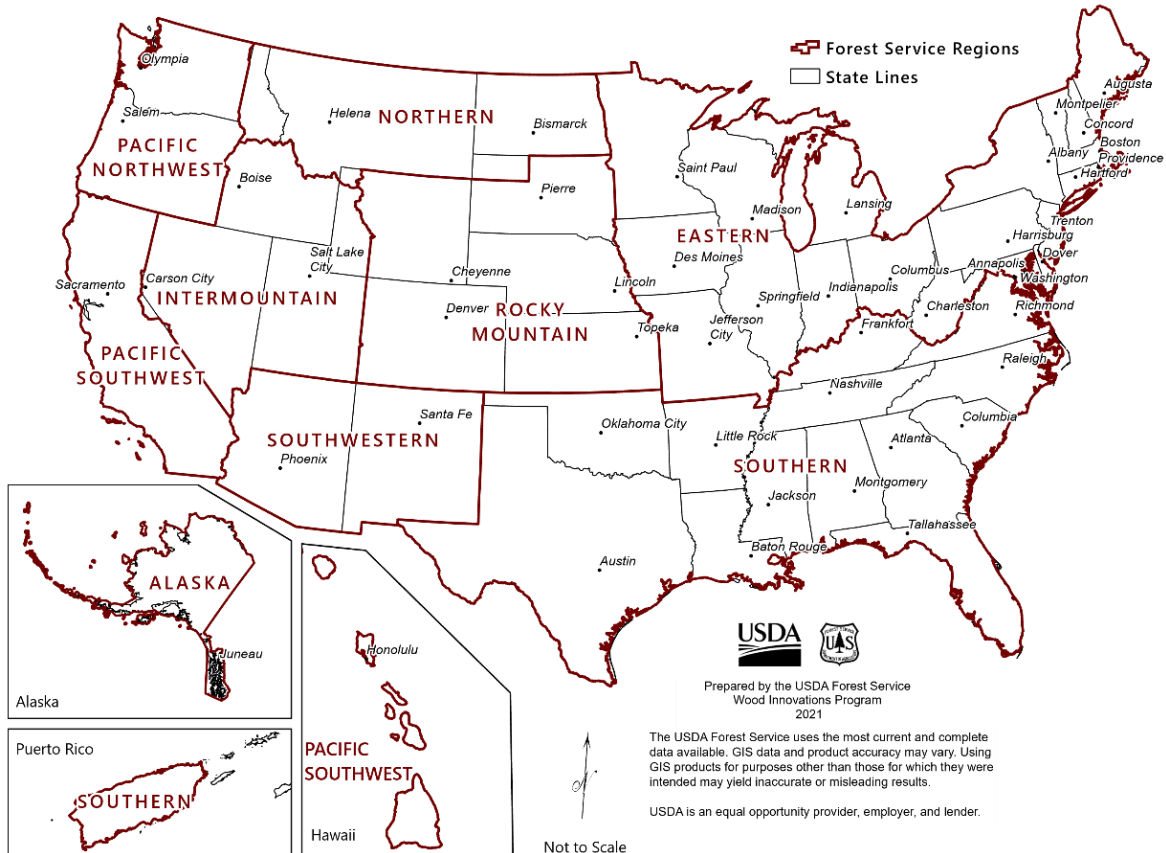 Forest Service Regions
State Lines
Olympia
Salem
PACIFIC
NORTHWEST
Boise
Helena
NORTHERN
Bismarck
Pierre
Saint Paul
Madison
Lansing
EASTERN
Des Moines
Augusta
Montpelier
Concord
Boston
Albany
Providence
Hartford
Trenton
Harrisburg
Dover
Annapolis
Washington
Columbus
Indianapolis
Charleston
Richmond
Springfield
Jefferson
City
Frankfort
Lincoln
Topeka
Cheyenne
Denver
ROCKY
MOUNTAIN
Salt Lake
City
Carson City
INTERMOUNTAIN
Sacramento
PACIFIC
SOUTHWEST
Santa Fe
SOUTHWESTERN
Phoenix
Oklahoma City
Little Rock
Nashville
Raleigh
Columbia
Atlanta
SOUTHERN
Montgomery
Jackson
Tallahassee
Baton Rouge
Austin
ALASKA
Juneau
Alaska
Puerto Rico
SOUTHERN
Honolulu
PACIFIC
SOUTHWEST
Hawaii
Not to Scale
USDA
FOREST SERVICE
U S
DEPARTMENT OF AGRICULTURE
Prepared by the USDA Forest Service
Wood Innovations Program
2021
The USDA Forest Service uses the most current and complete
data available. GIS data and product accuracy may vary. Using
GIS products for purposes other than those for which they were
intended may yield inaccurate or misleading results.
USDA is an equal opportunity provider, employer, and lender.